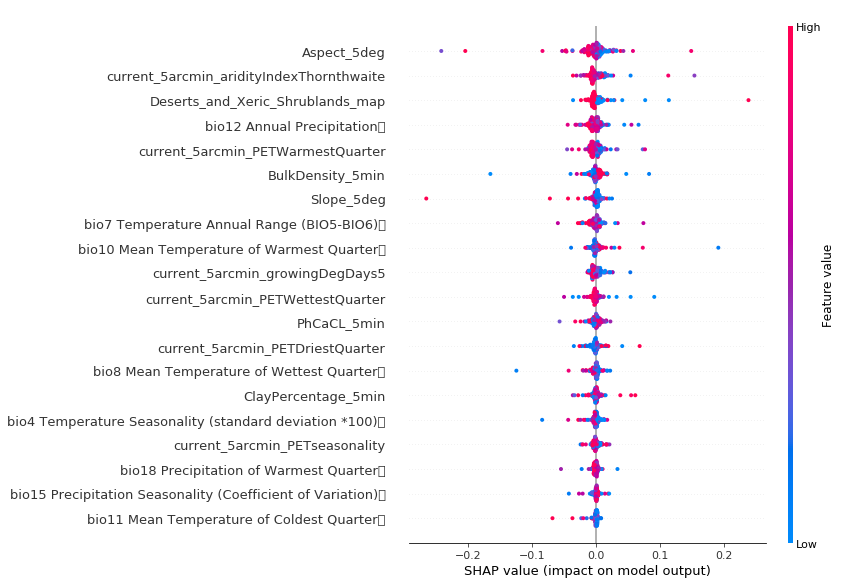 High
Aspect_5deg
current_5arcmin_aridityIndexThornthwaite
Deserts_and_Xeric_Shrublands_map
bio12 Annual Precipitation
current_5arcmin_PETWarmestQuarter
BulkDensity_5min
Slope_5deg
bio7 Temperature Annual Range (BIO5-BIO6)
bio10 Mean Temperature of Warmest Quarter
current_5arcmin_growingDegDays5
current_5arcmin_PETWettestQuarter
PhCaCL_5min
current_5arcmin_PETDriestQuarter
bio8 Mean Temperature of Wettest Quarter
ClayPercentage_5min
bio4 Temperature Seasonality (standard deviation *100)
current_5arcmin_PETseasonality
bio18 Precipitation of Warmest Quarter
bio15 Precipitation Seasonality (Coefficient of Variation)
bio11 Mean Temperature of Coldest Quarter
Feature value
Low
−0.2 −0.1 0.0 0.1 0.2
SHAP value (impact on model output)